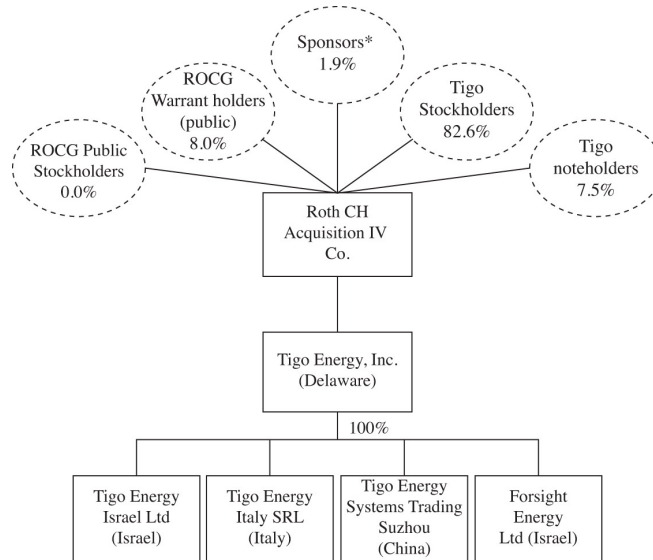 Sponsors*
1.9%
ROCG
Warrant holders
(public)
8.0%
Tigo
Stockholders
82.6%
ROCG Public
Stockholders
0.0%
Tigo
noteholders
7.5%
Roth CH
Acquisition IV
Co.
Tigo Energy, Inc.
(Delaware)
100%
Tigo Energy
Israel Ltd
(Israel)
Tigo Energy
Italy SRL
(Italy)
Tigo Energy
Systems Trading
Suzhou
(China)
Forsight
Energy
Ltd (Israel)